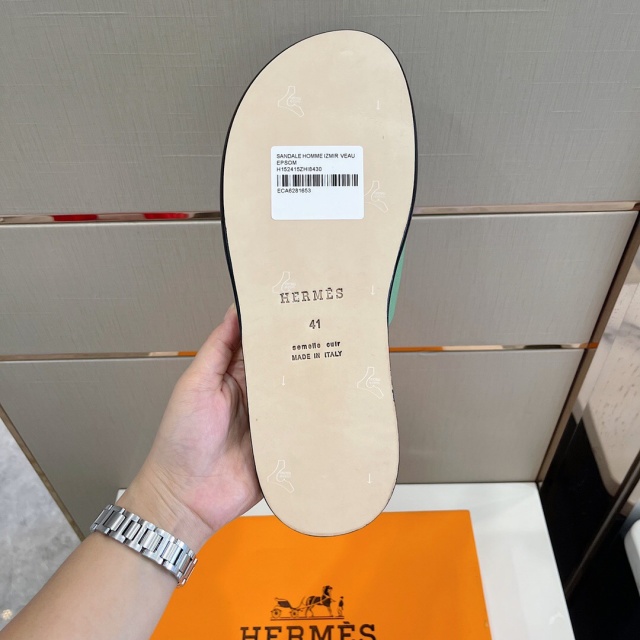 SANDALE HOMME IZMIR VEAU
EPSOM
H152415ZHI8430
ECA6281653
HERMÈS
41
semelle cuir
MADE IN ITALY
HERMÈS